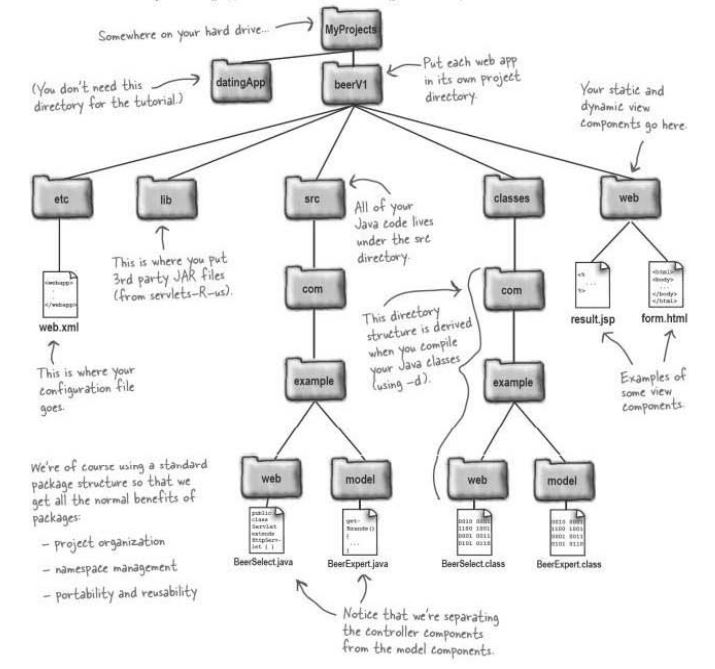 Somewhere on your hard drive...
MyProjects
(You don't need this
directory for the tutorial.)
datingApp
beerV1
Put each web app
in its own project
directory.
Your static and
dynamic view
components go here.
etc
lib
src
classes
web
All of your
Java code lives
under the src
directory.
<webapp>
.
.
</webapp>
web.xml
This is where you put
3rd party JAR files
(from servlets-R-us).
com
com
<%
...
%>
result.jsp
<html>
<body>
...
</body>
</html>
form.html
This is where your
configuration file
goes.
This directory
structure is derived
when you compile
your Java classes
(using -d).
example
example
Examples of
some view
components.
We're of course using a standard
package structure so that we
get all the normal benefits of
packages:
- project organization
- namespace management
- portability and reusability
web
model
web
model
public
class
Servlet
extends
HttpServ-
let { }
BeerSelect.java
get-
Brands()
{
...
}
BeerExpert.java
0010 0001
1100 1001
0001 0011
0101 0110
BeerSelect.class
0010 0001
1100 1001
0001 0011
0101 0110
BeerExpert.class
Notice that we're separating
the controller components
from the model components.